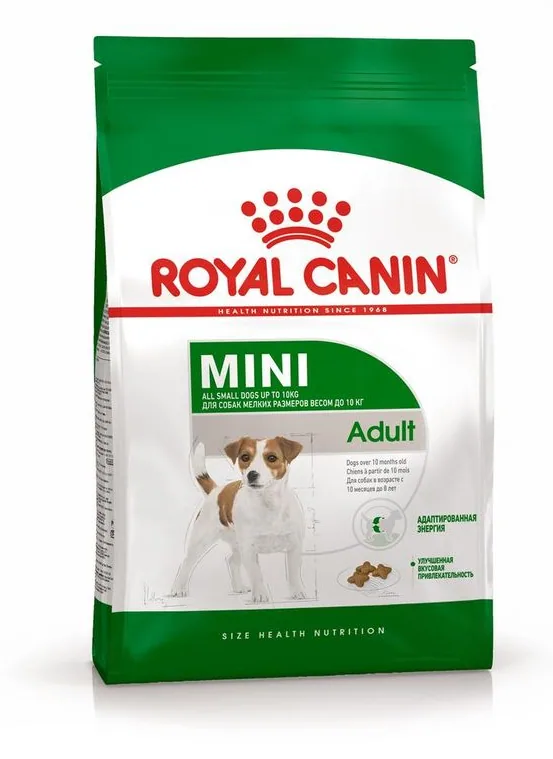 ROYAL CANIN®
HEALTH NUTRITION SINCE 1968
MINI
ALL SMALL DOGS UP TO 10KG
ДЛЯ СОБАК МЕЛКИХ РАЗМЕРОВ ВЕСОМ ДО 10 КГ
Adult
Dogs over 10 months old
Chiens à partir de 10 mois
Для собак в возрасте с
10 месяцев до 8 лет
АДАПТИРОВАННАЯ
ЭНЕРГИЯ
УЛУЧШЕННАЯ
ВКУСОВАЯ
ПРИВЛЕКАТЕЛЬНОСТЬ
SIZE HEALTH NUTRITION